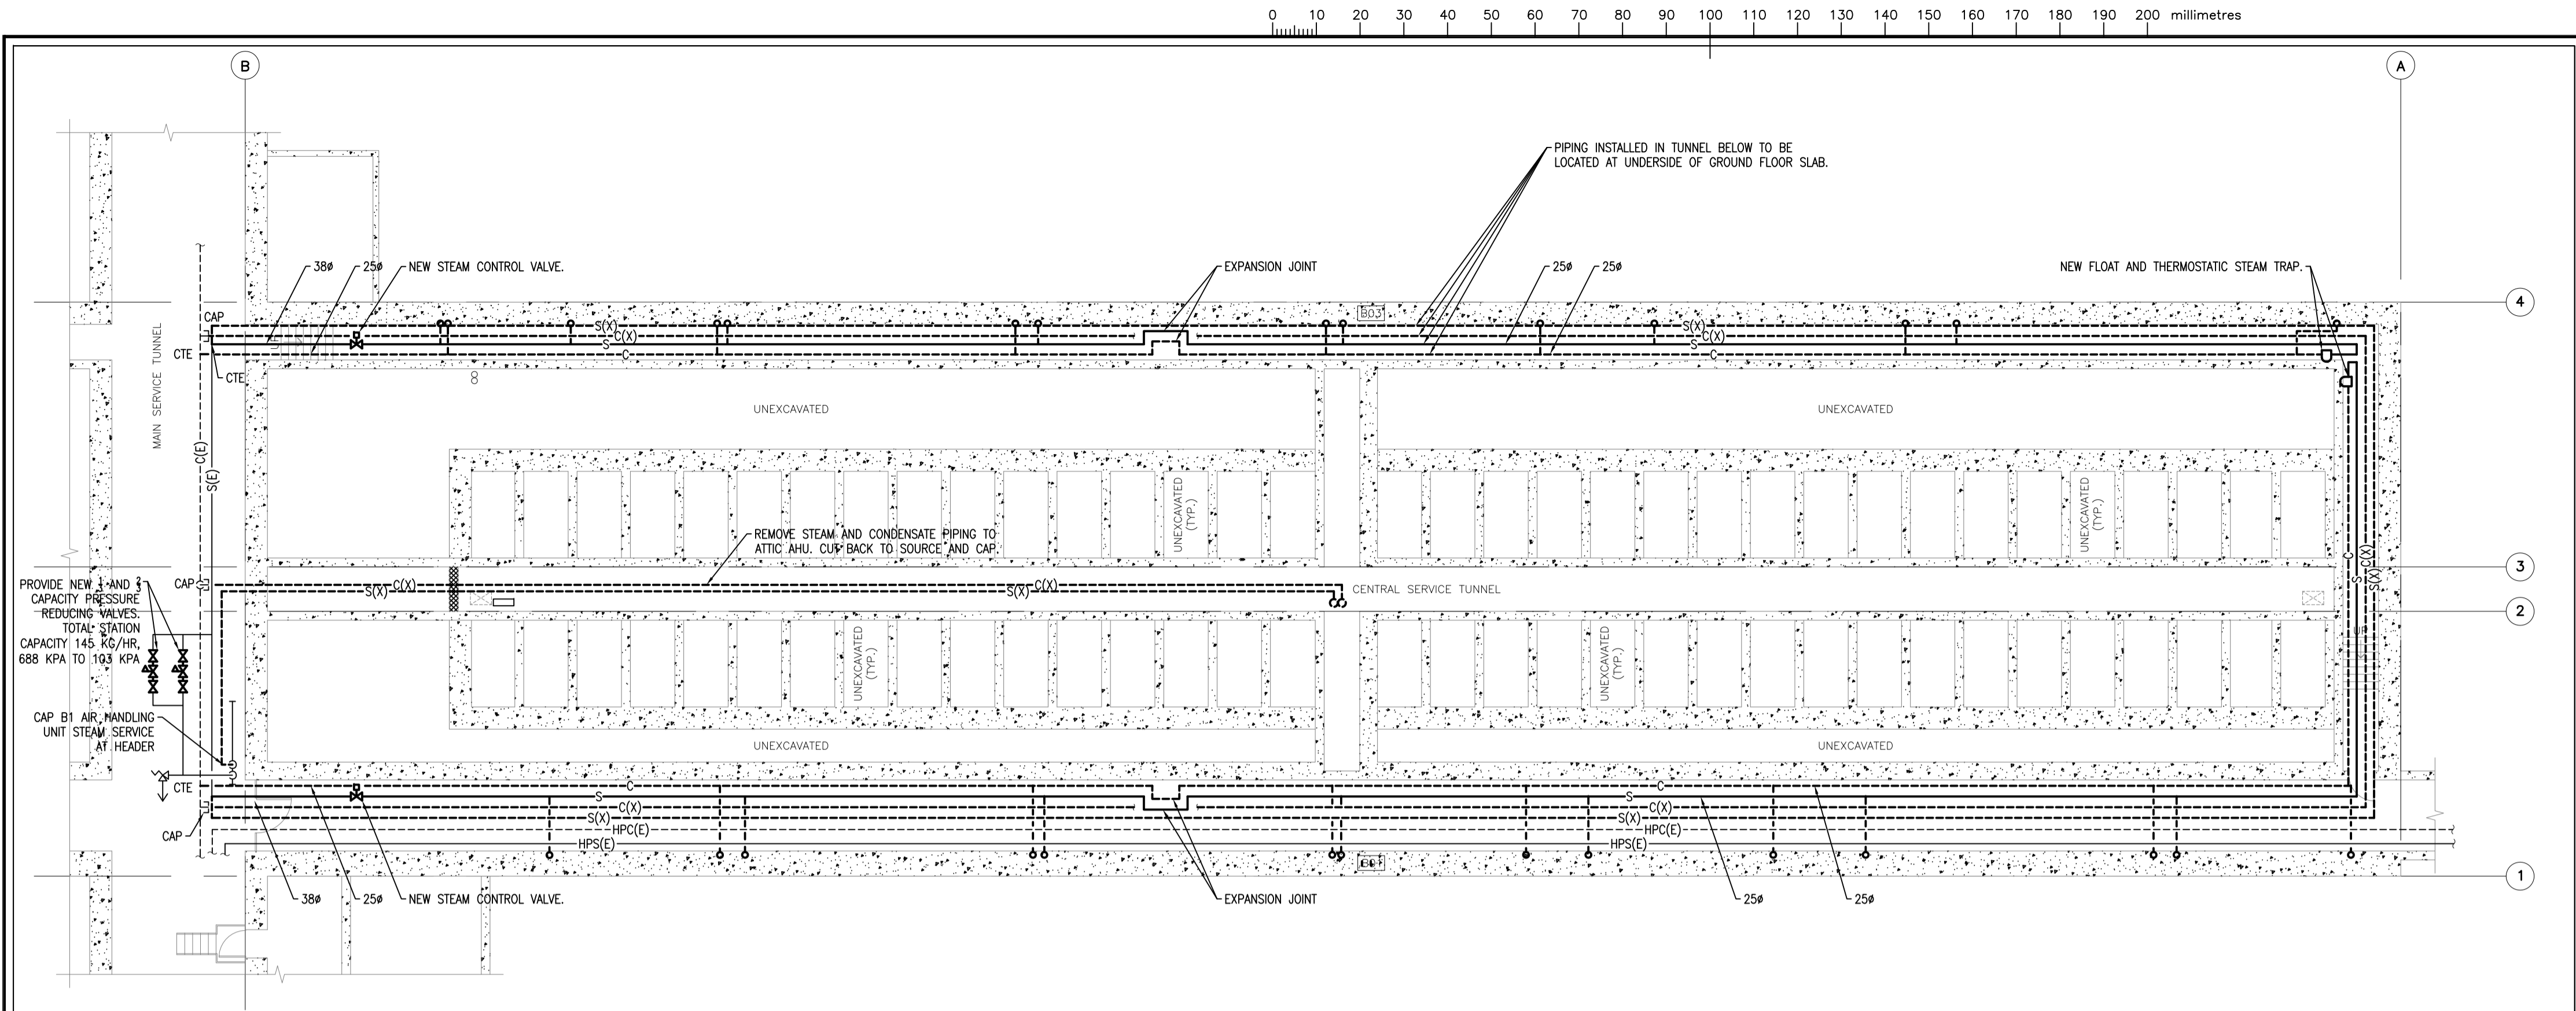 0 10 20 30 40 50 60 70 80 90 100 110 120 130 140 150 160 170 180 190 200 millimetres
B
A
PIPING INSTALLED IN TUNNEL BELOW TO BE
LOCATED AT UNDERSIDE OF GROUND FLOOR SLAB.
38ø
25ø
NEW STEAM CONTROL VALVE.
EXPANSION JOINT
25ø
25ø
NEW FLOAT AND THERMOSTATIC STEAM TRAP.
4
B03
CAP
S(X)
C(X)
S
C
S(X)
C(X)
S
C
UP
CTE
CTE
MAIN SERVICE TUNNEL
UNEXCAVATED
UNEXCAVATED
C(E)
S(E)
UNEXCAVATED
(TYP.)
UNEXCAVATED
(TYP.)
REMOVE STEAM AND CONDENSATE PIPING TO
ATTIC AHU. CUT BACK TO SOURCE AND CAP.
C
S
C(X)
S(X)
3
CAP
C(X)
S(X)
C(X)
S(X)
CENTRAL SERVICE TUNNEL
2
PROVIDE NEW 1/3 AND 2/3
CAPACITY PRESSURE
REDUCING VALVES.
TOTAL STATION
CAPACITY 145 KG/HR,
688 KPA TO 103 KPA
UNEXCAVATED
(TYP.)
UNEXCAVATED
(TYP.)
UP
CAP B1 AIR HANDLING
UNIT STEAM SERVICE
AT HEADER
UNEXCAVATED
UNEXCAVATED
CTE
C
S
C(X)
S(X)
HPC(E)
HPS(E)
C
S
C(X)
S(X)
HPC(E)
HPS(E)
CAP
1
38ø
25ø
NEW STEAM CONTROL VALVE.
EXPANSION JOINT
25ø
25ø